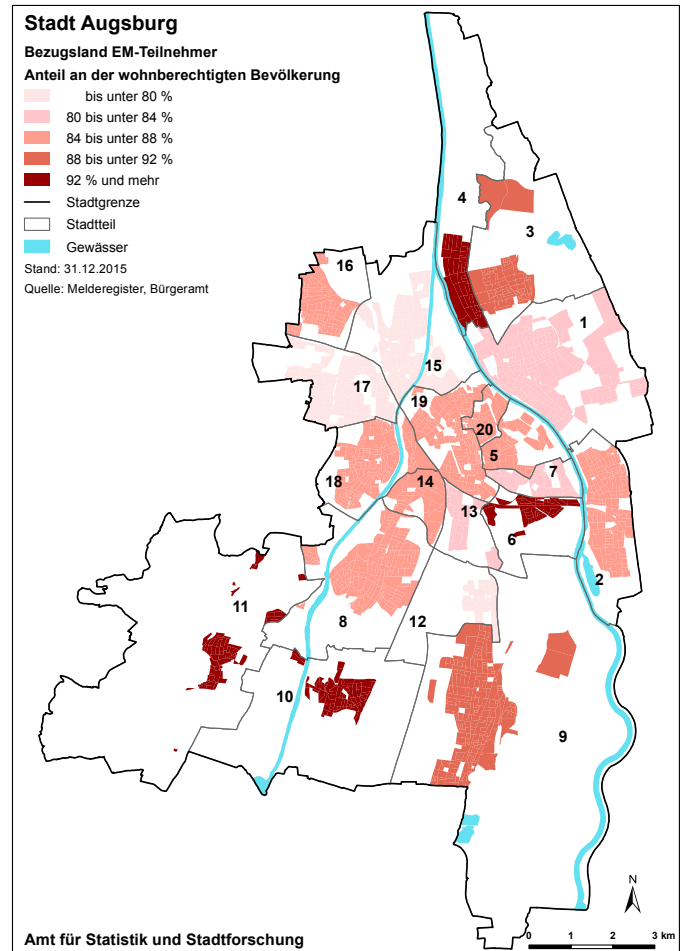 Stadt Augsburg
Bezugsland EM-Teilnehmer
Anteil an der wohnberechtigten Bevölkerung
bis unter 80 %
80 bis unter 84 %
84 bis unter 88 %
88 bis unter 92 %
92 % und mehr
Stadtgrenze
Stadtteil
Gewässer
Stand: 31.12.2015
Quelle: Melderegister, Bürgeramt
4
3
16
1
15
17
19
20
5
7
18
14
13
6
2
11
8
12
10
9
N
0 1 2 3 km
Amt für Statistik und Stadtforschung